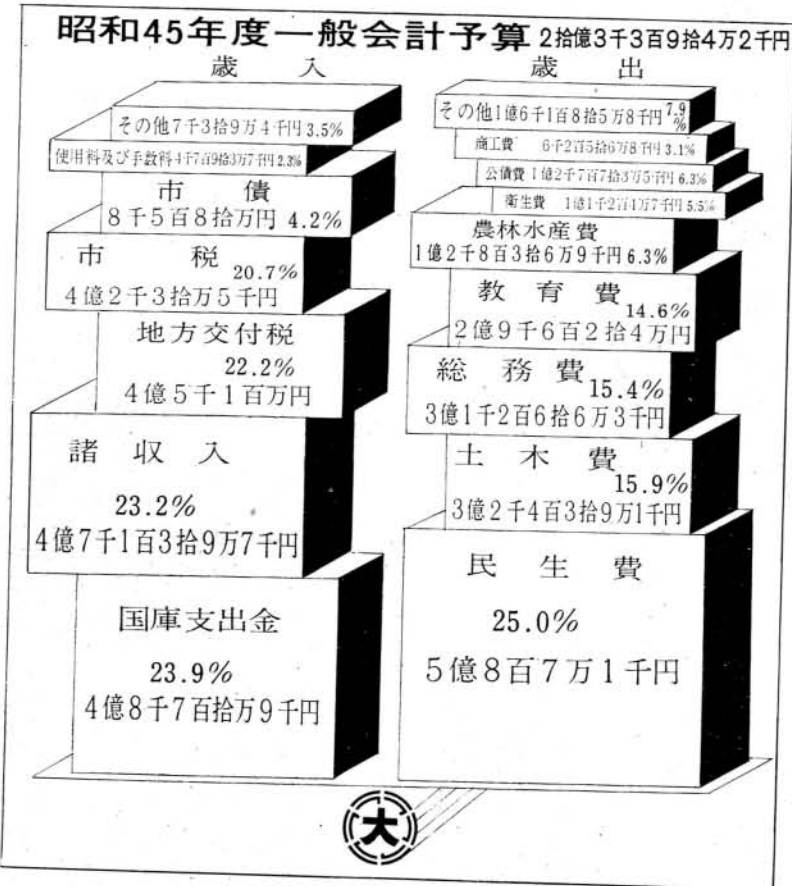 昭和45年度一般会計予算 2拾億3千3百9拾4万2千円
歳入
その他7千3拾9万4千円 3.5%
使用料及び手数料4千7百9拾3万7千円 2.3%
市債
8千5百8拾万円 4.2%
市税
20.7%
4億2千3拾万5千円
地方交付税
22.2%
4億5千1百万円
諸収入
23.2%
4億7千1百3拾9万7千円
国庫支出金
23.9%
4億8千7百拾万9千円
歳出
その他1億6千1百8拾5万8千円 7.9%
商工費 6千2百5拾6万8千円 3.1%
公債費 1億2千7百7拾3万5千円 6.3%
衛生費 1億1千2百1万7千円 5.5%
農林水産費
1億2千8百3拾6万9千円 6.3%
教育費
14.6%
2億9千6百2拾4万円
総務費
15.4%
3億1千2百6拾6万3千円
土木費
15.9%
3億2千4百3拾9万1千円
民生費
25.0%
5億8百7万1千円
大